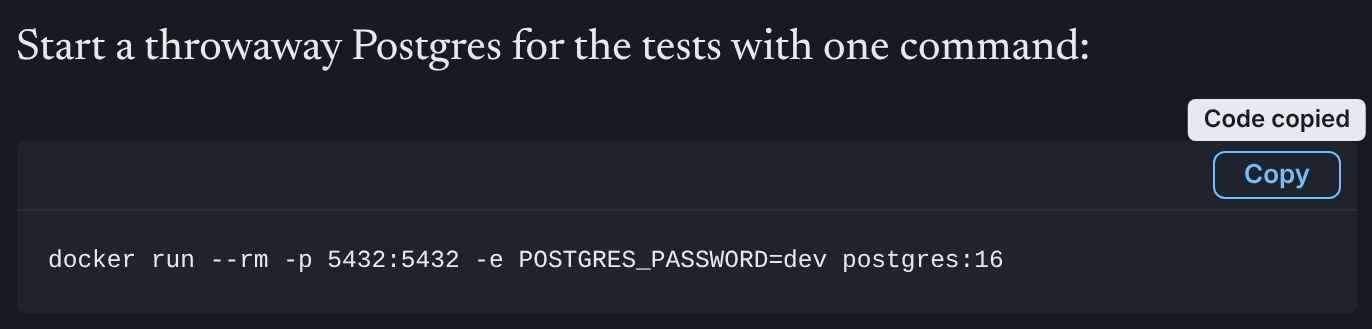 Start a throwaway Postgres for the tests with one command:
Code copied
Copy
docker run --rm -p 5432:5432 -e POSTGRES_PASSWORD=dev postgres:16